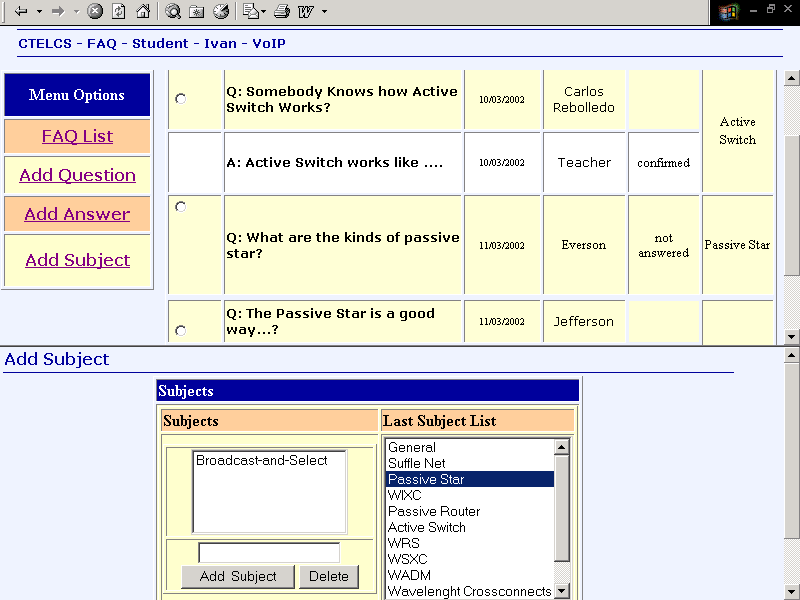 CTELCS - FAQ - Student - Ivan - VoIP
Menu Options
FAQ List
Add Question
Add Answer
Add Subject
Q: Somebody Knows how Active
Switch Works?
10/03/2002
Carlos
Rebolledo
Active
Switch
A: Active Switch works like ....
10/03/2002
Teacher
confirmed
Q: What are the kinds of passive
star?
11/03/2002
Everson
not
answered
Passive Star
Q: The Passive Star is a good
way...?
11/03/2002
Jefferson
Add Subject
Subjects
Subjects
Last Subject List
Broadcast-and-Select
Add Subject
Delete
General
Suffle Net
Passive Star
WIXC
Passive Router
Active Switch
WRS
WSXC
WADM
Wavelenght Crossconnects